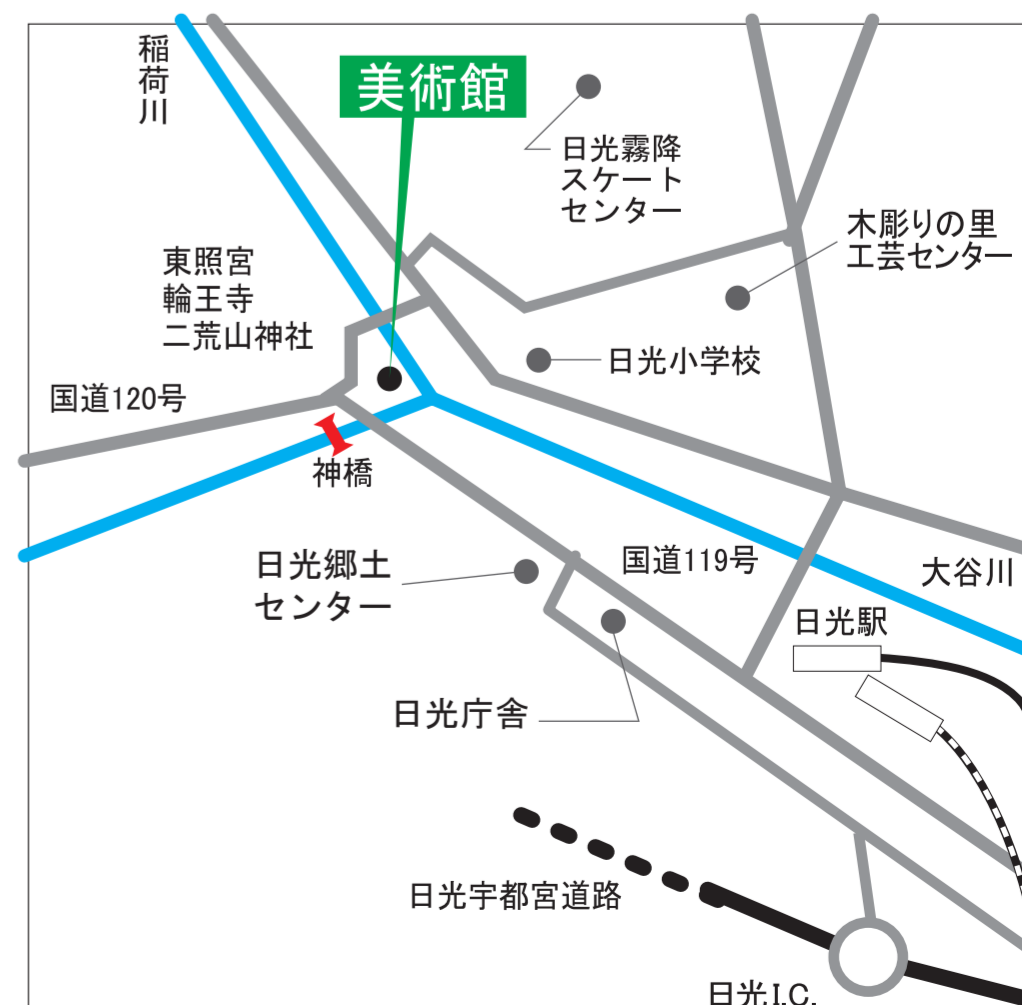 稲荷川
美術館
日光霧降
スケート
センター
木彫りの里
工芸センター
東照宮
輪王寺
二荒山神社
日光小学校
国道120号
神橋
日光郷土
センター
国道119号
大谷川
日光駅
日光庁舎
日光宇都宮道路
日光I.C.